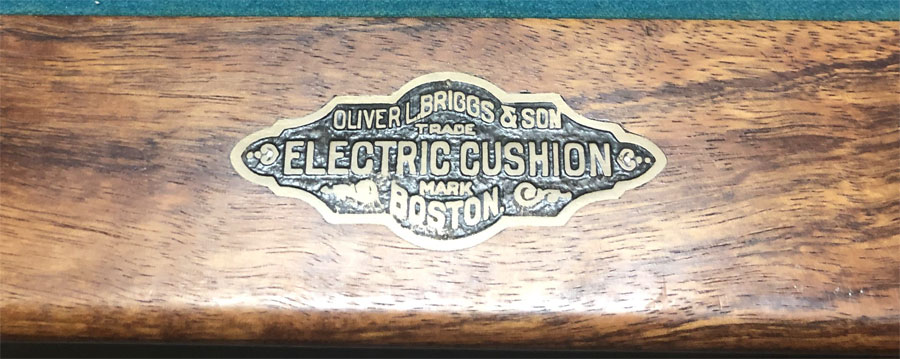 OLIVER L. BRIGGS & SON
TRADE
ELECTRIC CUSHION
MARK
BOSTON.